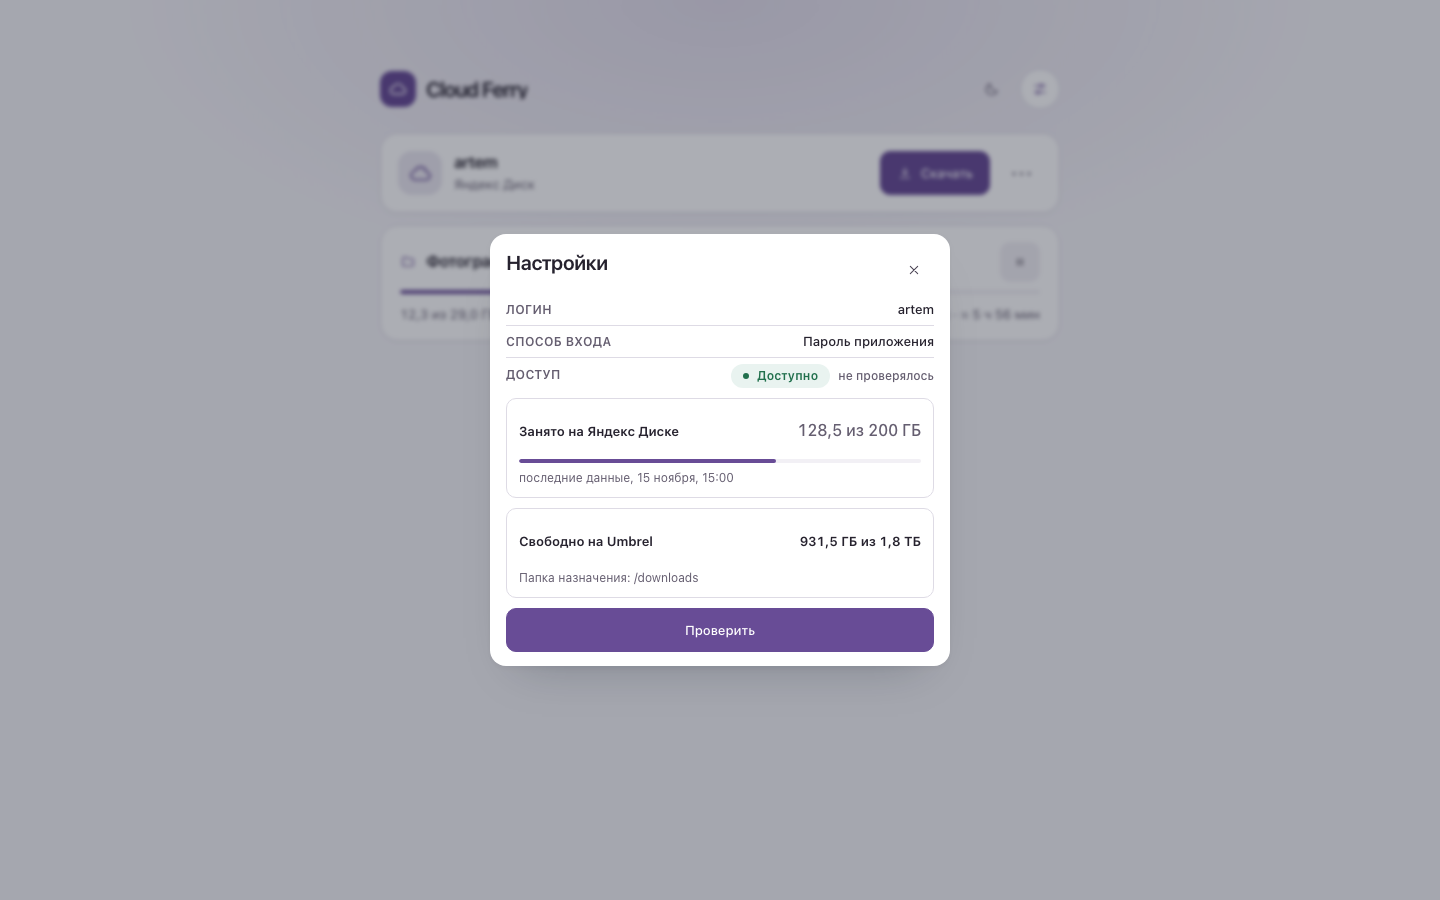 Cloud Ferry
artem
Яндекс Диск
Скачать
Настройки
ЛОГИН artem
СПОСОБ ВХОДА Пароль приложения
ДОСТУП Доступно не проверялось
Занято на Яндекс Диске 128,5 из 200 ГБ
последние данные, 15 ноября, 15:00
Свободно на Umbrel 931,5 ГБ из 1,8 ТБ
Папка назначения: /downloads
Проверить